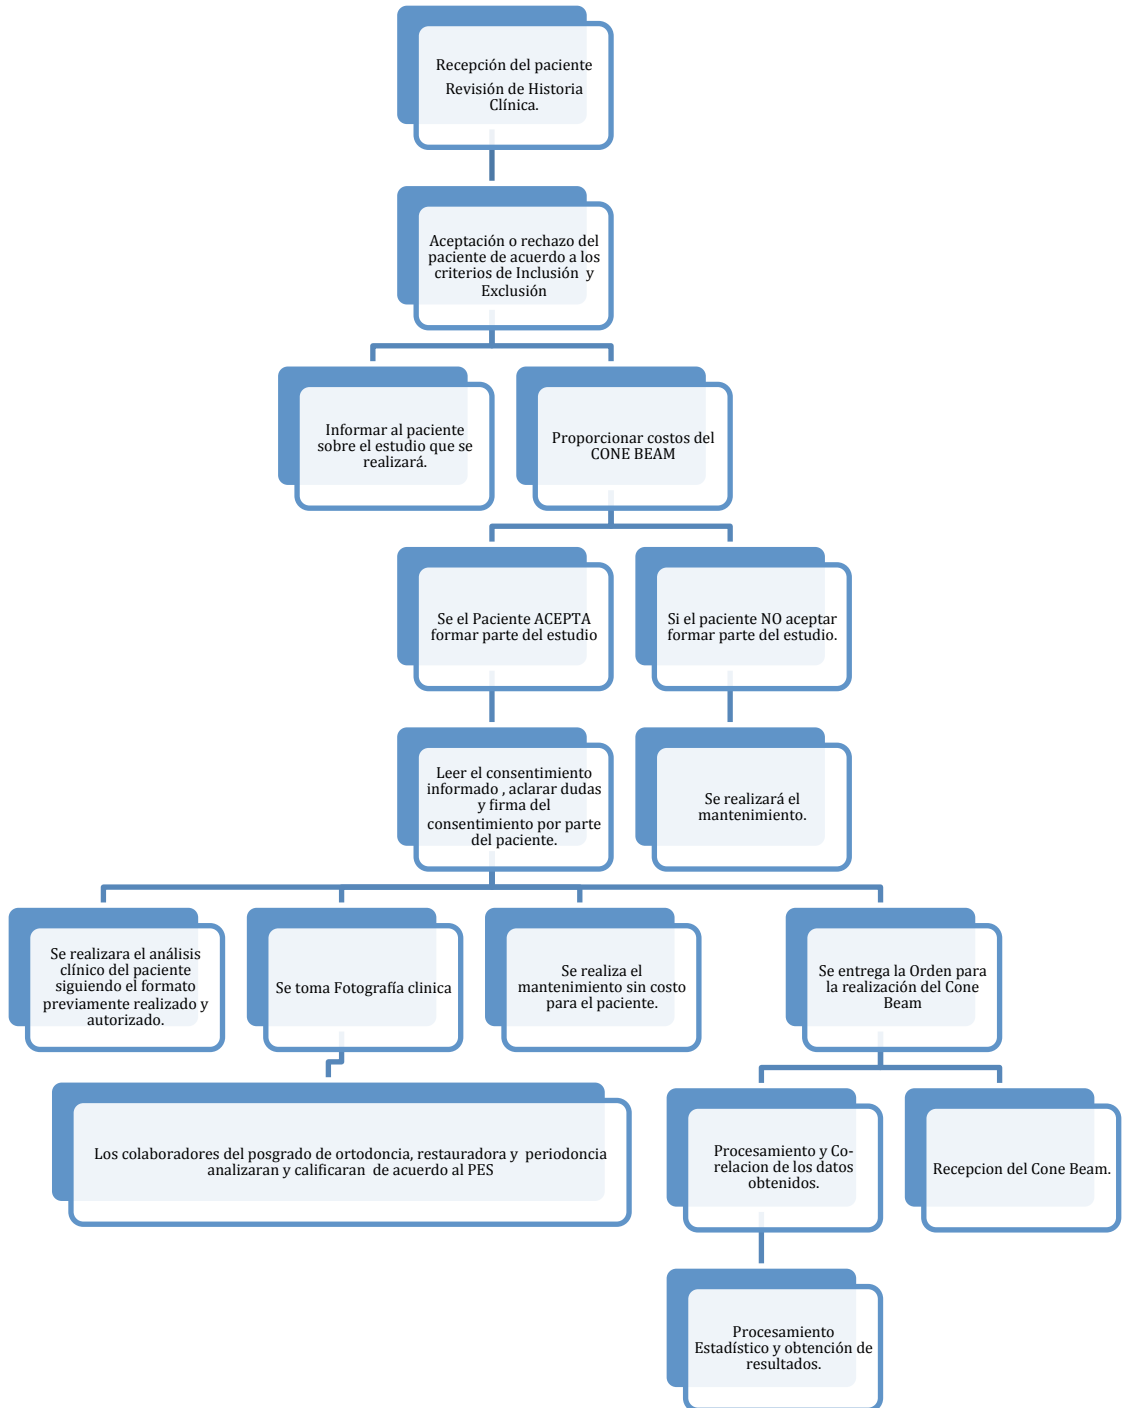 Recepción del paciente
Revisión de Historia
Clínica.
Aceptación o rechazo del
paciente de acuerdo a los
criterios de Inclusión y
Exclusión
Informar al paciente
sobre el estudio que se
realizará.
Proporcionar costos del
CONE BEAM
Se el Paciente ACEPTA
formar parte del estudio
Si el paciente NO aceptar
formar parte del estudio.
Leer el consentimiento
informado , aclarar dudas
y firma del
consentimiento por parte
del paciente.
Se realizará el
mantenimiento.
Se realizara el análisis
clínico del paciente
siguiendo el formato
previamente realizado y
autorizado.
Se toma Fotografía clinica
Se realiza el
mantenimiento sin costo
para el paciente.
Se entrega la Orden para
la realización del Cone
Beam
Los colaboradores del posgrado de ortodoncia, restauradora y periodoncia
analizaran y calificaran de acuerdo al PES
Procesamiento y Co-
relacion de los datos
obtenidos.
Recepcion del Cone Beam.
Procesamiento
Estadístico y obtención de
resultados.